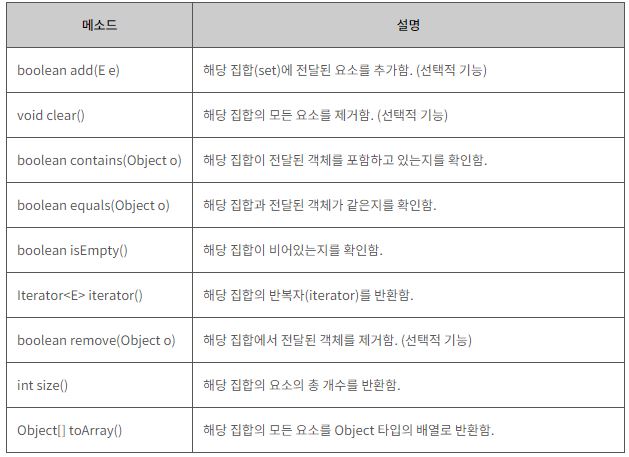 메소드 설명
boolean add(E e) 해당 집합(set)에 전달된 요소를 추가함. (선택적 기능)
void clear() 해당 집합의 모든 요소를 제거함. (선택적 기능)
boolean contains(Object o) 해당 집합이 전달된 객체를 포함하고 있는지를 확인함.
boolean equals(Object o) 해당 집합과 전달된 객체가 같은지를 확인함.
boolean isEmpty() 해당 집합이 비어있는지를 확인함.
Iterator<E> iterator() 해당 집합의 반복자(iterator)를 반환함.
boolean remove(Object o) 해당 집합에서 전달된 객체를 제거함. (선택적 기능)
int size() 해당 집합의 요소의 총 개수를 반환함.
Object[] toArray() 해당 집합의 모든 요소를 Object 타입의 배열로 반환함.